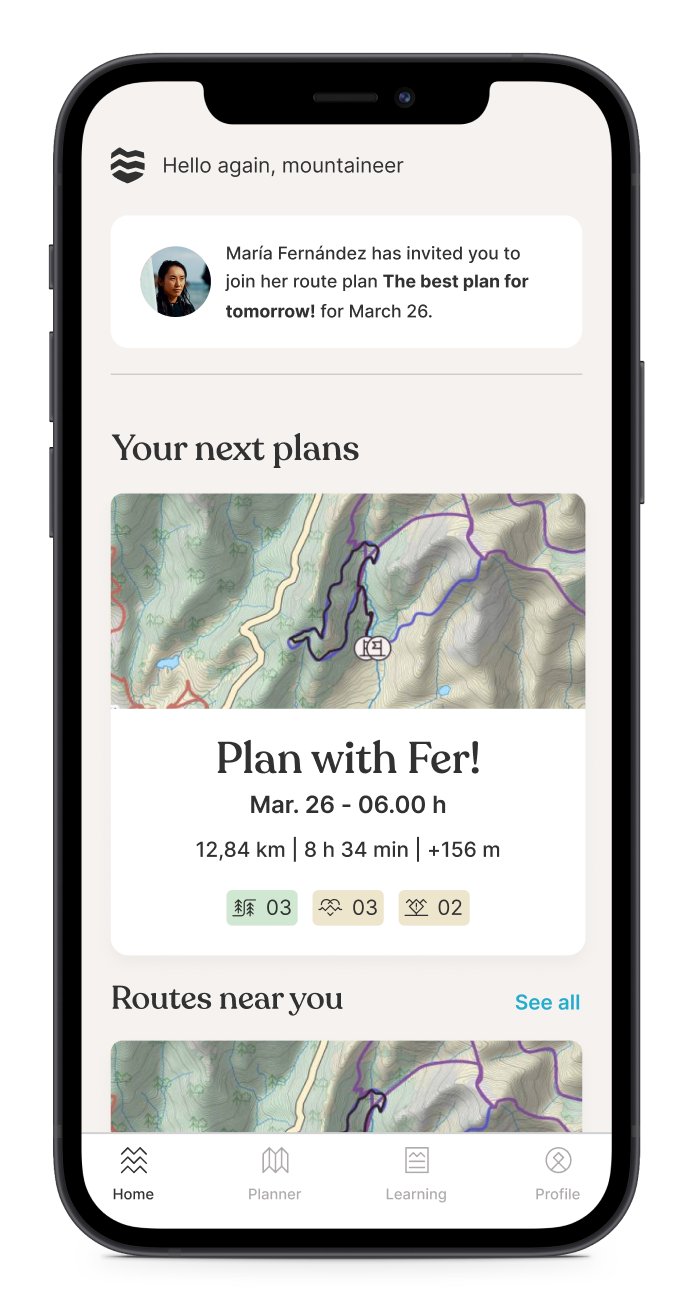 Hello again, mountaineer
María Fernández has invited you to
join her route plan The best plan for
tomorrow! for March 26.
Your next plans
Plan with Fer!
Mar. 26 - 06.00 h
12,84 km | 8 h 34 min | +156 m
03
03
02
Routes near you
See all
Home
Planner
Learning
Profile